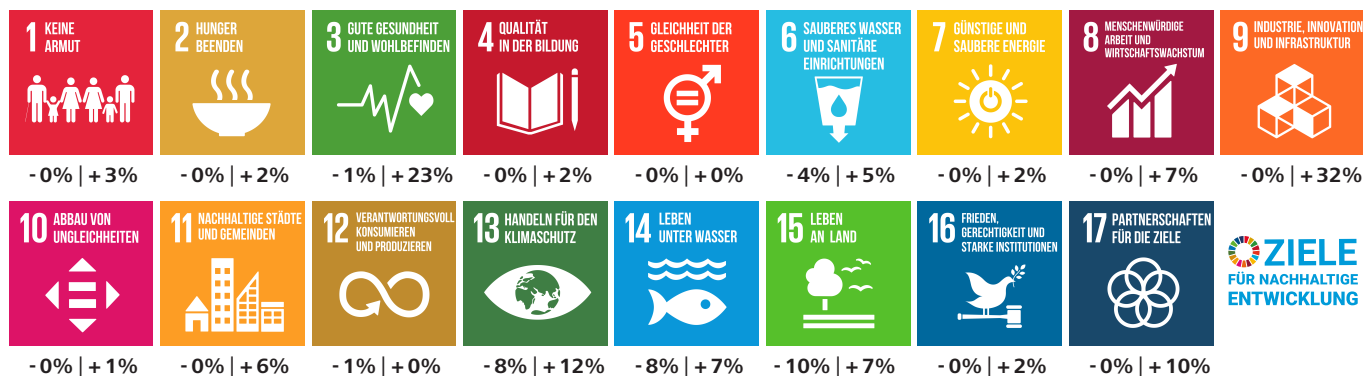 1 KEINE
ARMUT
2 HUNGER
BEENDEN
3 GUTE GESUNDHEIT
UND WOHLBEFINDEN
4 QUALITÄT
IN DER BILDUNG
5 GLEICHHEIT DER
GESCHLECHTER
6 SAUBERES WASSER
UND SANITÄRE
EINRICHTUNGEN
7 GÜNSTIGE UND
SAUBERE ENERGIE
8 MENSCHENWÜRDIGE
ARBEIT UND
WIRTSCHAFTSWACHSTUM
9 INDUSTRIE, INNOVATION
UND INFRASTRUKTUR
-0% | +3%
-0% | +2%
-1% | +23%
-0% | +2%
-0% | +0%
-4% | +5%
-0% | +2%
-0% | +7%
-0% | +32%
10 ABBAU VON
UNGLEICHHEITEN
11 NACHHALTIGE STÄDTE
UND GEMEINDEN
12 VERANTWORTUNGSVOLL
KONSUMIEREN
UND PRODUZIEREN
13 HANDELN FÜR DEN
KLIMASCHUTZ
14 LEBEN
UNTER WASSER
15 LEBEN
AN LAND
16 FRIEDEN,
GERECHTIGKEIT UND
STARKE INSTITUTIONEN
17 PARTNERSCHAFTEN
FÜR DIE ZIELE
ZIELE
FÜR NACHHALTIGE
ENTWICKLUNG
-0% | +1%
-0% | +6%
-1% | +0%
-8% | +12%
-8% | +7%
-10% | +7%
-0% | +2%
-0% | +10%